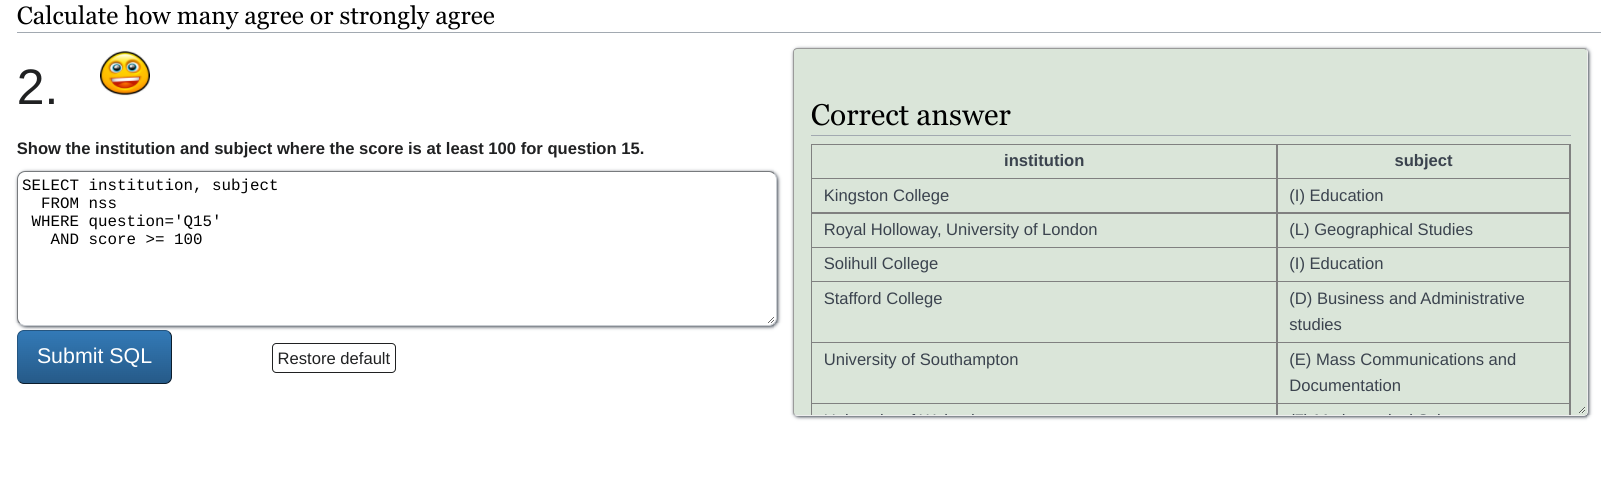 Calculate how many agree or strongly agree
2.
Show the institution and subject where the score is at least 100 for question 15.
SELECT institution, subject
FROM nss
WHERE question='Q15'
AND score >= 100
Submit SQL
Restore default
Correct answer
institution subject
Kingston College (I) Education
Royal Holloway, University of London (L) Geographical Studies
Solihull College (I) Education
Stafford College (D) Business and Administrative
studies
University of Southampton (E) Mass Communications and
Documentation